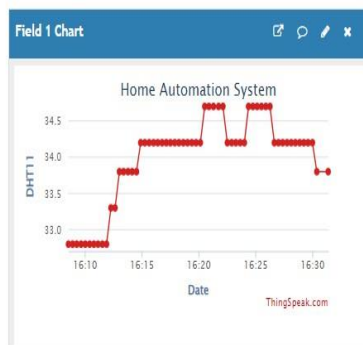 Field 1 Chart
Home Automation System
34.5
34.0
33.5
33.0
DHT11
16:10 16:15 16:20 16:25 16:30
Date
ThingSpeak.com